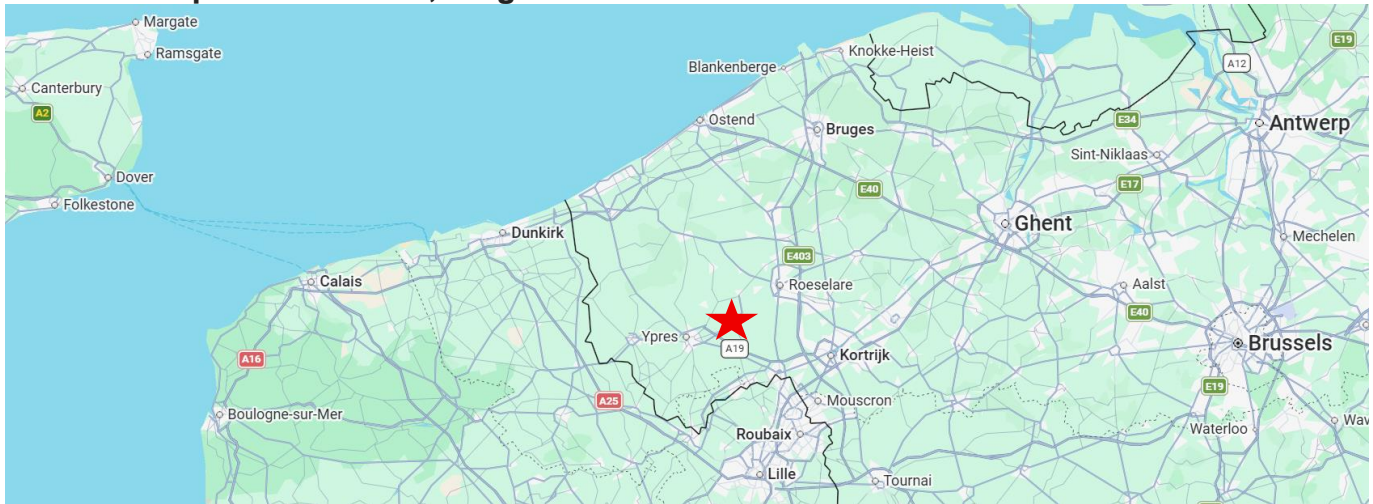 Margate
Ramsgate
Knokke-Heist
E19
Blankenberge
A12
Canterbury
A2
Ostend
Bruges
E34
Antwerp
Sint-Niklaas
Dover
E40
E17
Folkestone
Ghent
Dunkirk
Mechelen
E403
Calais
Roeselare
Aalst
E40
Ypres
A19
Kortrijk
Brussels
A16
E19
A25
Mouscron
Boulogne-sur-Mer
Waterloo
Wav
Roubaix
Lille
Tournai